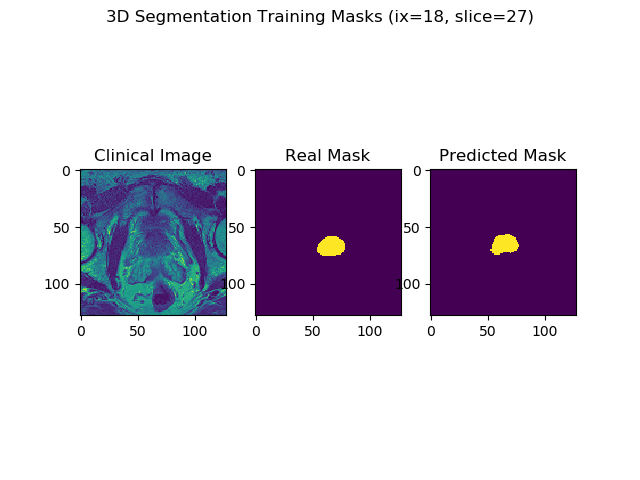 3D Segmentation Training Masks (ix=18, slice=27)
Clinical Image Real Mask Predicted Mask
0 0 0
50 50 50
100 100 100
0 50 100 0 50 100 0 50 100